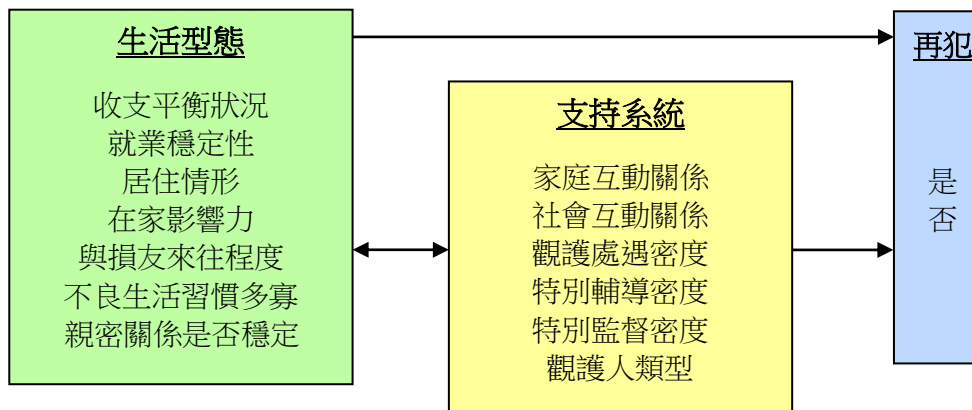 生活型態
收支平衡狀況
就業穩定性
居住情形
在家影響力
與損友來往程度
不良生活習慣多寡
親密關係是否穩定
支持系統
家庭互動關係
社會互動關係
觀護處遇密度
特別輔導密度
特別監督密度
觀護人類型
再犯
是
否